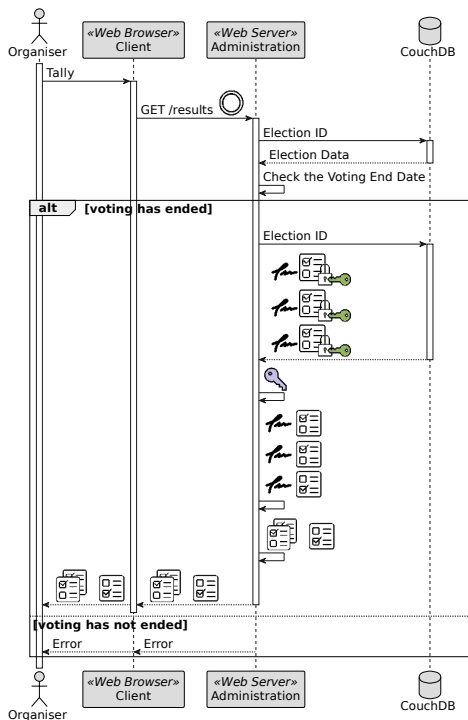 Organiser
«Web Browser»
Client
«Web Server»
Administration
CouchDB
Tally
GET /results
Election ID
Election Data
Check the Voting End Date
alt [voting has ended]
Election ID
[voting has not ended]
Error Error
Organiser
«Web Browser»
Client
«Web Server»
Administration
CouchDB